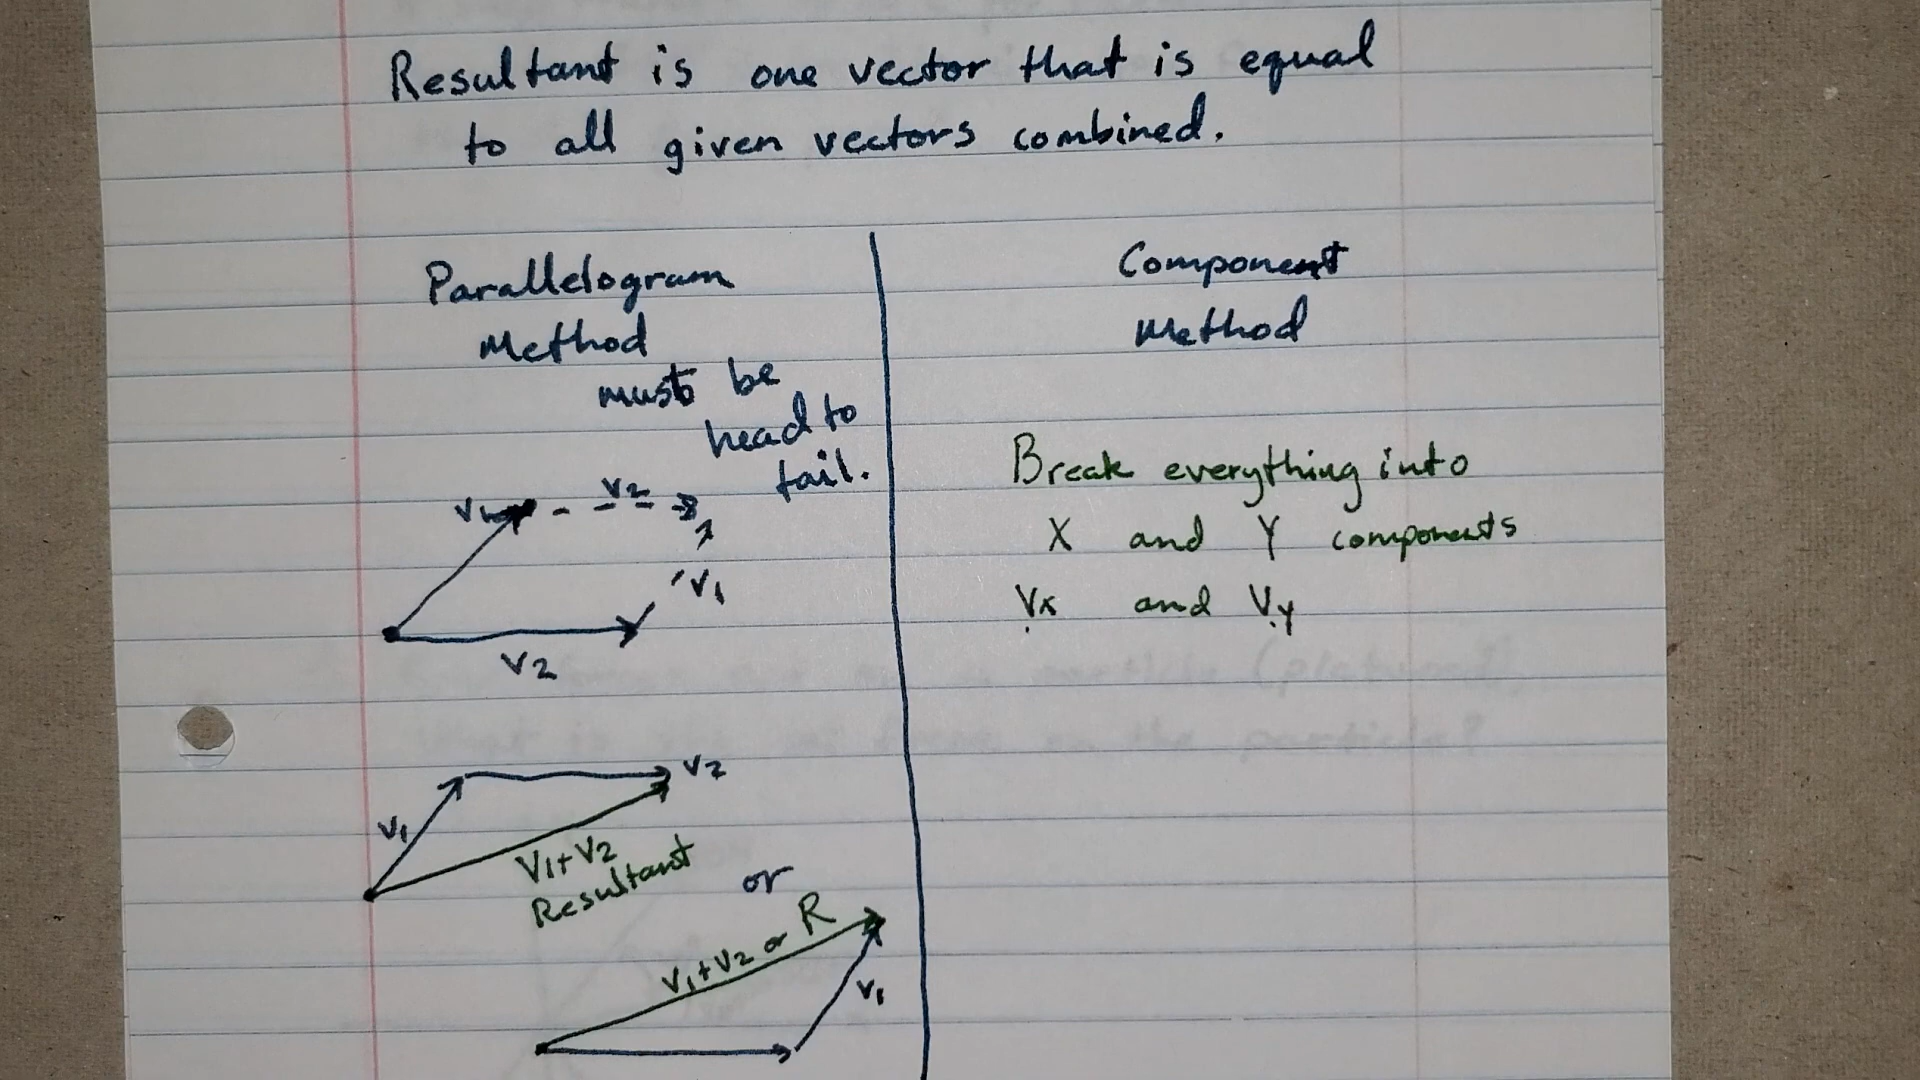 Resultant is one vector that is equal
to all given vectors combined.
Parallelogram
Method
must be
head to
tail.
V2
V1
V2
V1
V2
V1+V2
Resultant
or
V1+V2 or R
V1
Component
Method
Break everything into
X and Y components
Vx and Vy